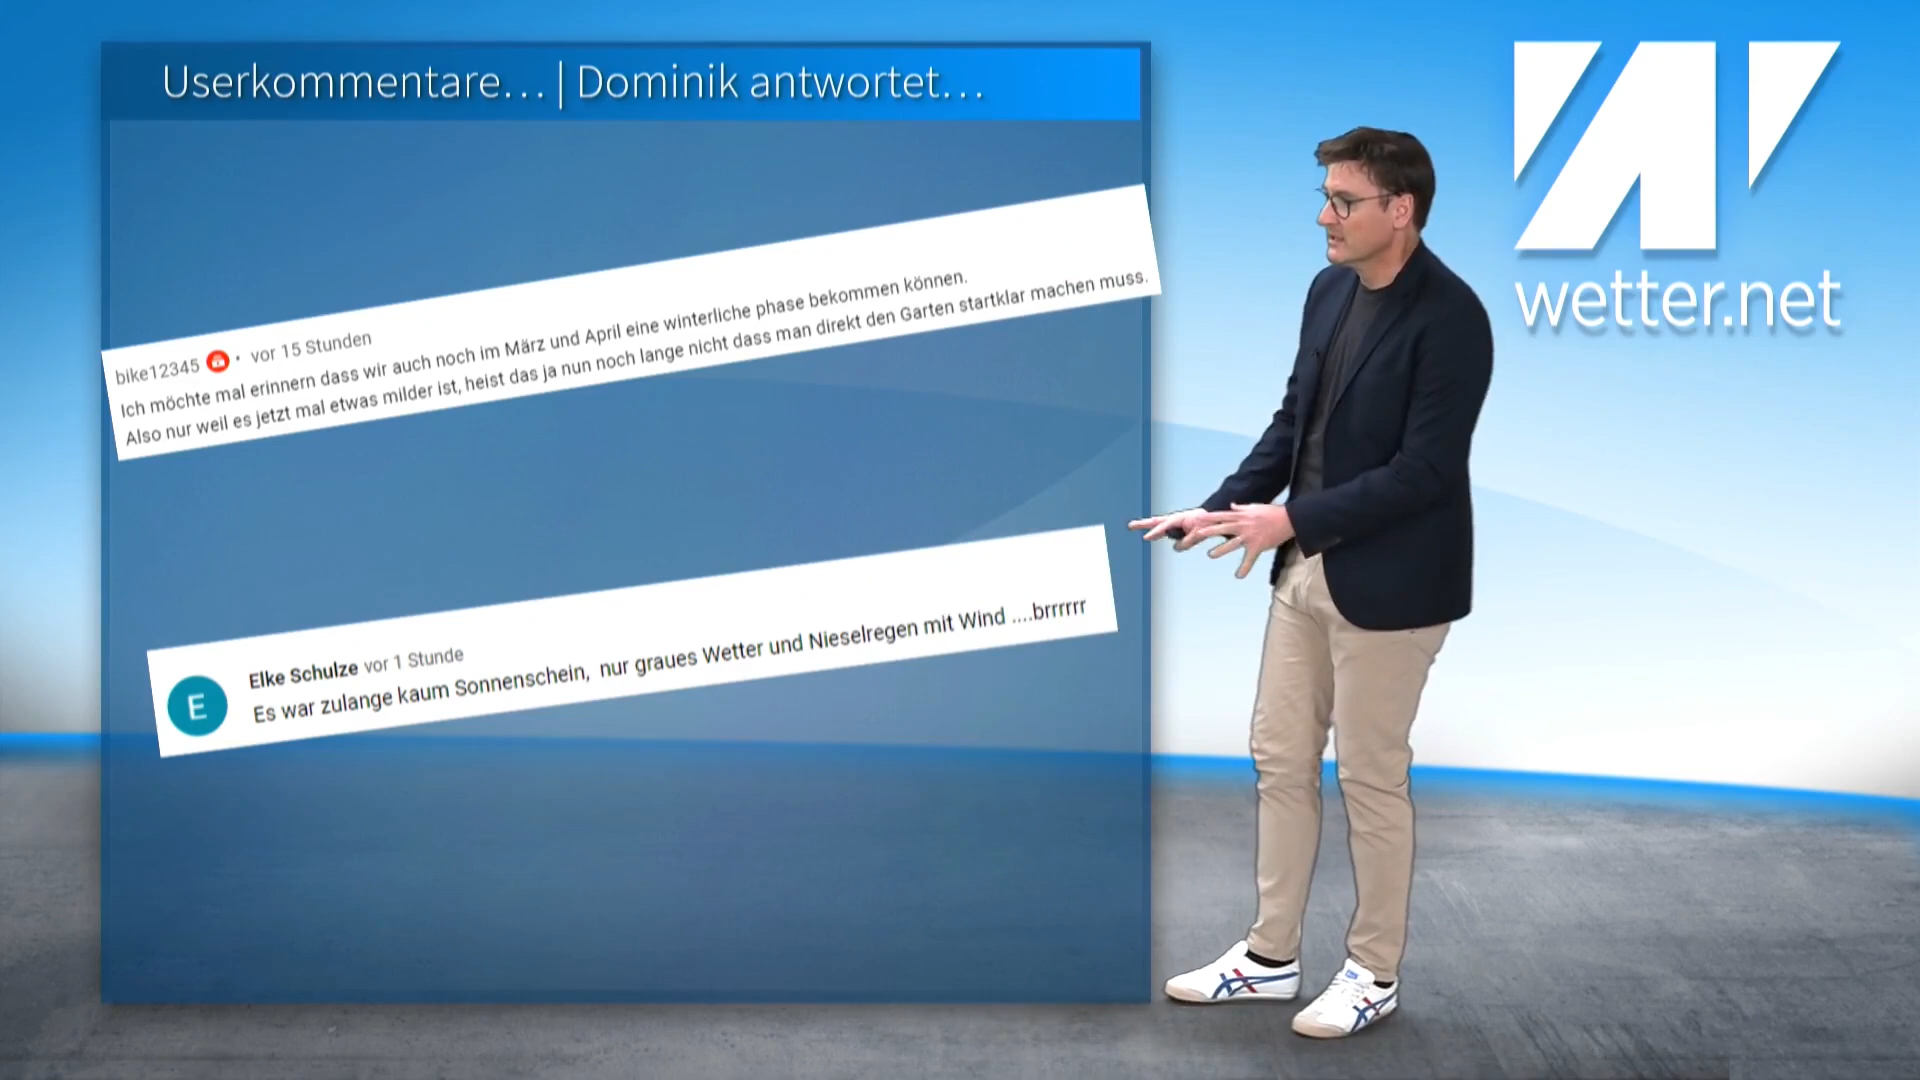 Userkommentare... | Dominik antwortet...
wetter.net
bike12345 • vor 15 Stunden
Ich möchte mal erinnern dass wir auch noch im März und April eine winterliche phase bekommen können.
Also nur weil es jetzt mal etwas milder ist, heist das ja nun noch lange nicht dass man direkt den Garten startklar machen muss.
E
Elke Schulze vor 1 Stunde
Es war zulange kaum Sonnenschein, nur graues Wetter und Nieselregen mit Wind ....brrrrrr